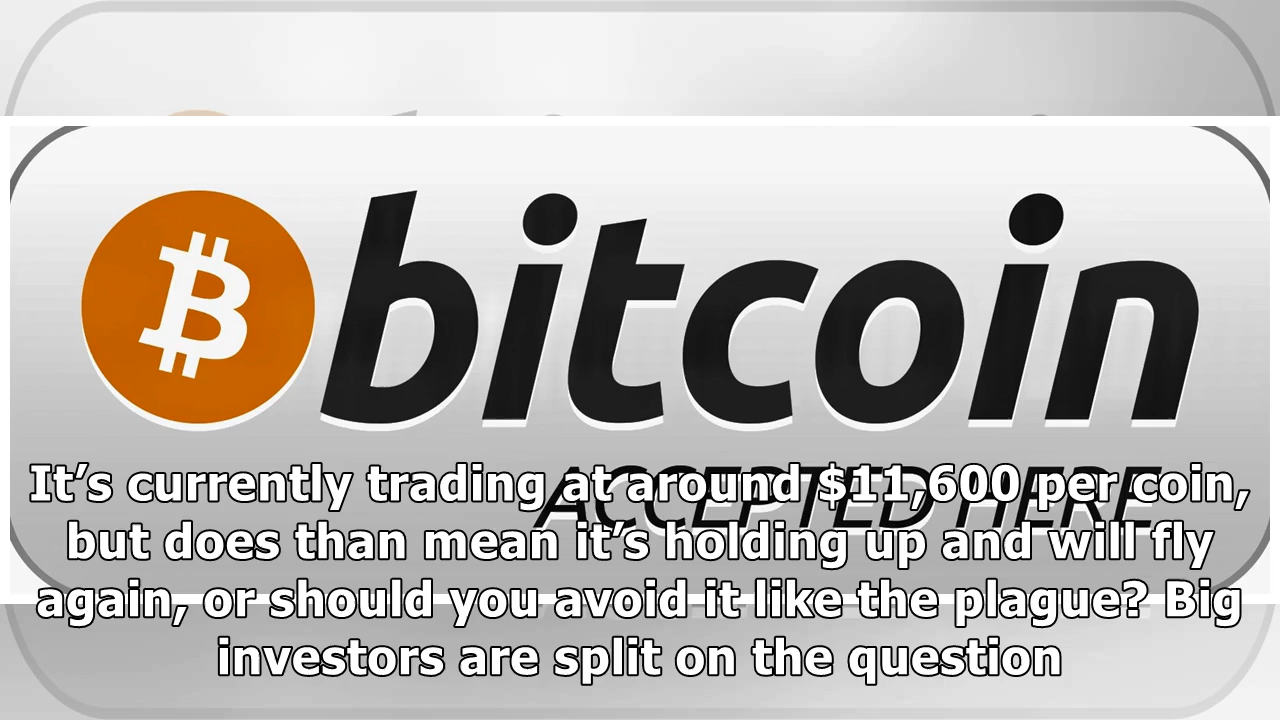 bitcoin
ACCEPTED HERE
It’s currently trading at around $11,600 per coin,
but does than mean it’s holding up and will fly
again, or should you avoid it like the plague? Big
investors are split on the question